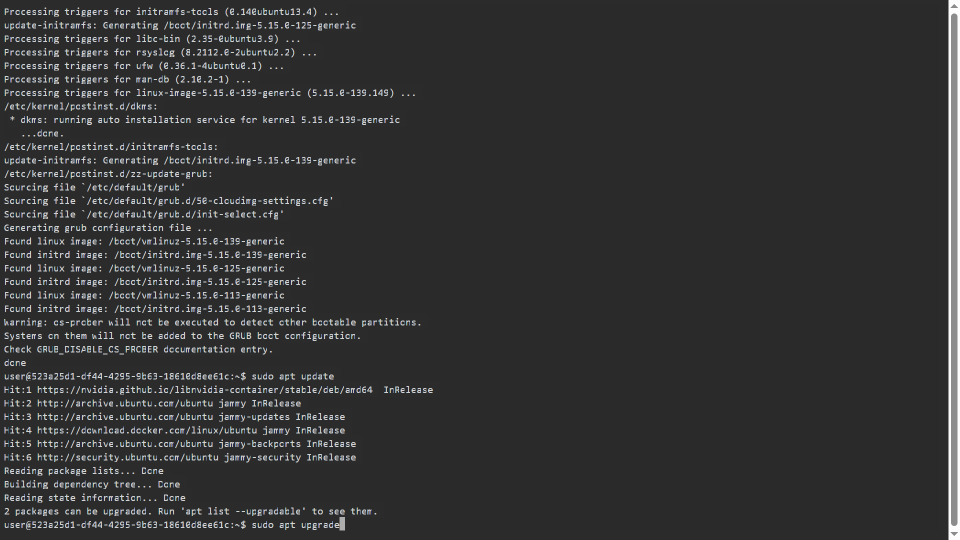 Processing triggers for initramfs-tools (0.140ubuntu13.4) ...
update-initramfs: Generating /boot/initrd.img-5.15.0-125-generic
Processing triggers for libc-bin (2.35-0ubuntu3.9) ...
Processing triggers for rsyslog (8.2112.0-2ubuntu2.2) ...
Processing triggers for ufw (0.36.1-4ubuntu0.1) ...
Processing triggers for man-db (2.10.2-1) ...
Processing triggers for linux-image-5.15.0-139-generic (5.15.0-139.149) ...
/etc/kernel/postinst.d/dkms:
 * dkms: running auto installation service for kernel 5.15.0-139-generic
   ...done.
/etc/kernel/postinst.d/initramfs-tools:
update-initramfs: Generating /boot/initrd.img-5.15.0-139-generic
/etc/kernel/postinst.d/zz-update-grub:
Sourcing file `/etc/default/grub'
Sourcing file `/etc/default/grub.d/50-cloudimg-settings.cfg'
Sourcing file `/etc/default/grub.d/init-select.cfg'
Generating grub configuration file ...
Found linux image: /boot/vmlinuz-5.15.0-139-generic
Found initrd image: /boot/initrd.img-5.15.0-139-generic
Found linux image: /boot/vmlinuz-5.15.0-125-generic
Found initrd image: /boot/initrd.img-5.15.0-125-generic
Found linux image: /boot/vmlinuz-5.15.0-113-generic
Found initrd image: /boot/initrd.img-5.15.0-113-generic
Warning: os-prober will not be executed to detect other bootable partitions.
Systems on them will not be added to the GRUB boot configuration.
Check GRUB_DISABLE_OS_PROBER documentation entry.
done
user@523a25d1-df44-4295-9b63-18610d8ee61c:~$ sudo apt update
Hit:1 https://nvidia.github.io/libnvidia-container/stable/deb/amd64  InRelease
Hit:2 http://archive.ubuntu.com/ubuntu jammy InRelease
Hit:3 http://archive.ubuntu.com/ubuntu jammy-updates InRelease
Hit:4 https://download.docker.com/linux/ubuntu jammy InRelease
Hit:5 http://archive.ubuntu.com/ubuntu jammy-backports InRelease
Hit:6 http://security.ubuntu.com/ubuntu jammy-security InRelease
Reading package lists... Done
Building dependency tree... Done
Reading state information... Done
2 packages can be upgraded. Run 'apt list --upgradable' to see them.
user@523a25d1-df44-4295-9b63-18610d8ee61c:~$ sudo apt upgrade